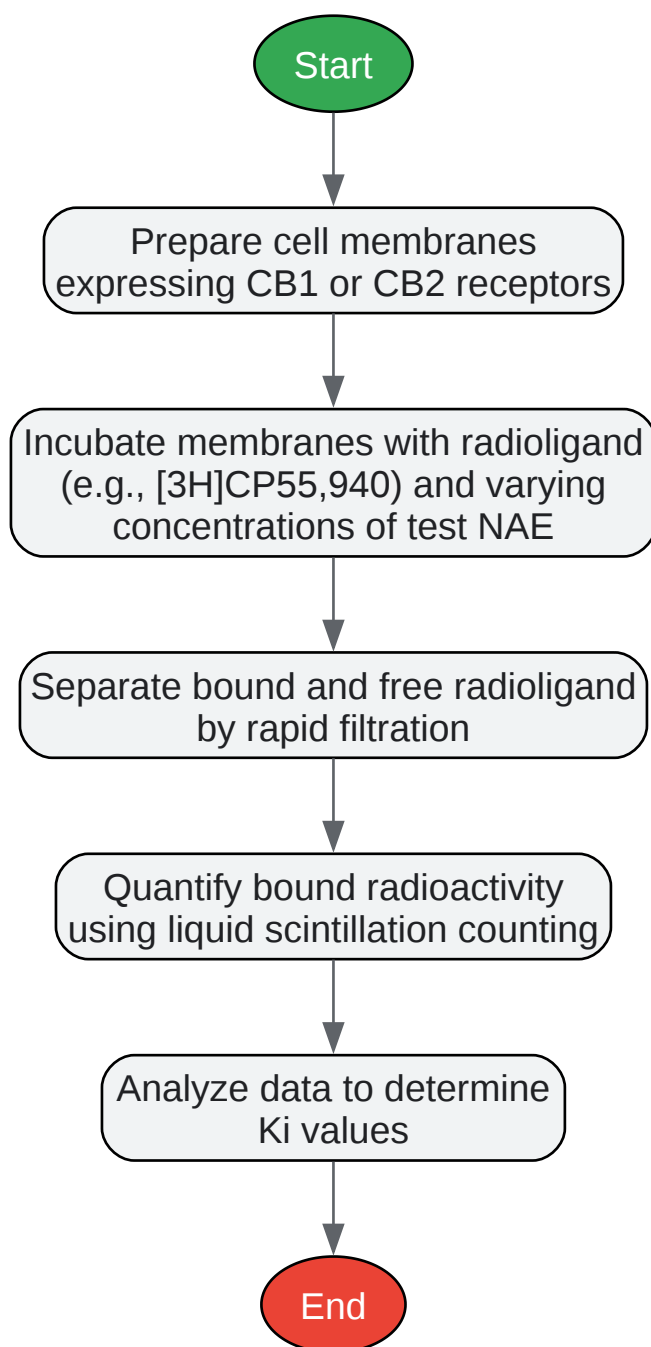 Start
Prepare cell membranes
expressing CB1 or CB2 receptors
Incubate membranes with radioligand
(e.g., [3H]CP55,940) and varying
concentrations of test NAE
Separate bound and free radioligand
by rapid filtration
Quantify bound radioactivity
using liquid scintillation counting
Analyze data to determine
Ki values
End